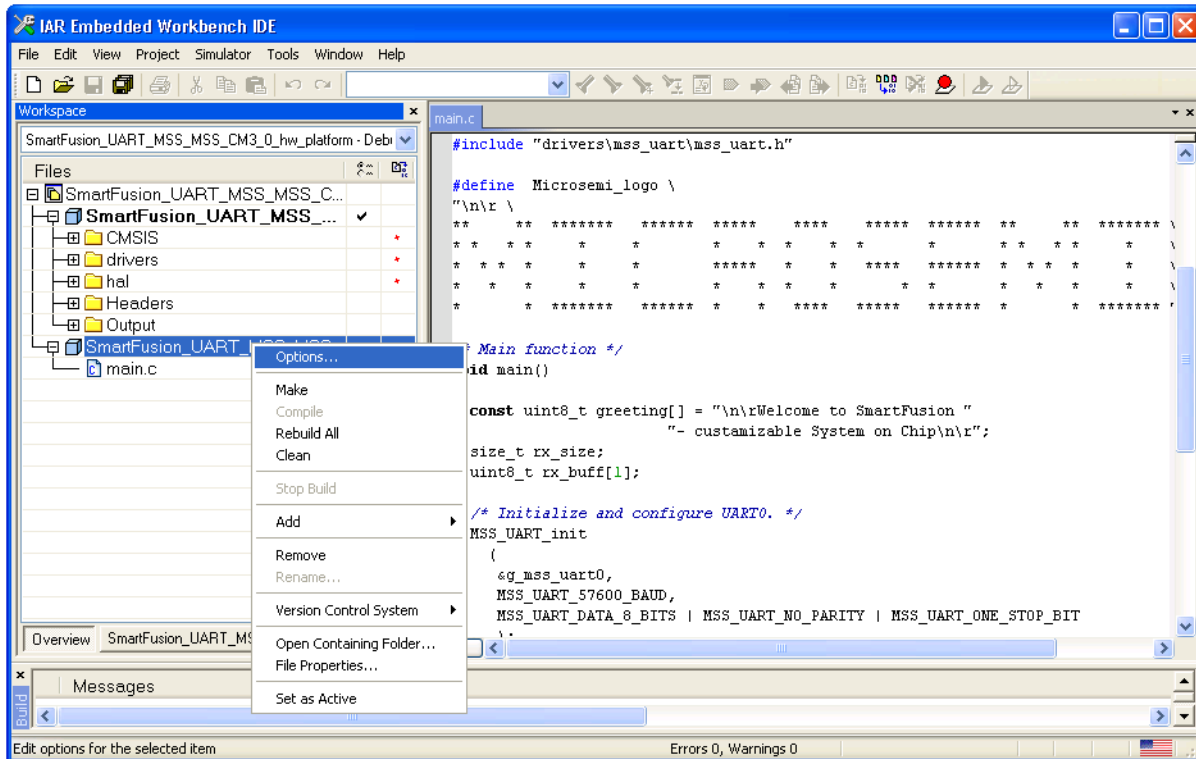 IAR Embedded Workbench IDE
File Edit View Project Simulator Tools Window Help
Workspace
SmartFusion_UART_MSS_MSS_CM3_0_hw_platform - Deb
Files
SmartFusion_UART_MSS_MSS_C...
SmartFusion_UART_MSS_...
CMSIS
drivers
hal
Headers
Output
SmartFusion_UART_MSS_MSS
main.c
Overview SmartFusion_UART_MS
Options...
Make
Compile
Rebuild All
Clean
Stop Build
Add
Remove
Rename...
Version Control System
Open Containing Folder...
File Properties...
Set as Active
main.c
#include "drivers\mss_uart\mss_uart.h"
#define Microsemi_logo \
"\n\r \
** ** ******* ****** ***** **** ***** ****** ** ** ******* \
* * * * * * * * * * * * * * * * * \
* * * * * * ***** * * **** ****** * * * * * \
* * * * * * * * * * * * * * * \
* * ******* ****** * * **** ***** ****** * * ******* "
* Main function */
id main()
const uint8_t greeting[] = "\n\rWelcome to SmartFusion "
"- custamizable System on Chip\n\r";
size_t rx_size;
uint8_t rx_buff[1];
/* Initialize and configure UART0. */
MSS_UART_init
(
&g_mss_uart0,
MSS_UART_57600_BAUD,
MSS_UART_DATA_8_BITS | MSS_UART_NO_PARITY | MSS_UART_ONE_STOP_BIT
);
Build
Messages
Edit options for the selected item
Errors 0, Warnings 0